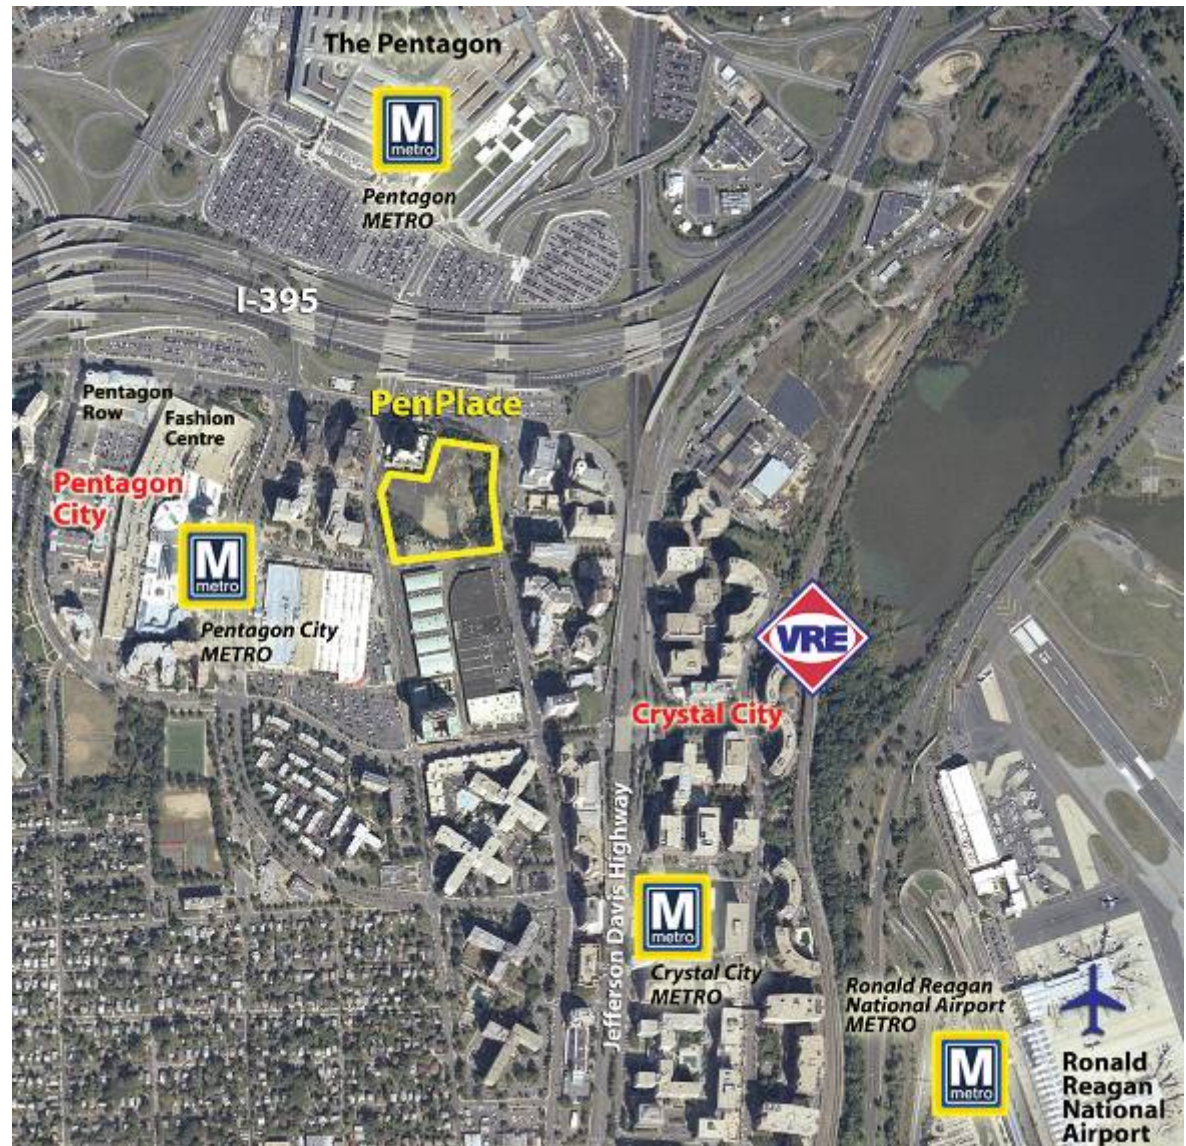 The Pentagon
M
metro
Pentagon
METRO
I-395
Pentagon
Row
Fashion
Centre
PenPlace
Pentagon
City
M
metro
Pentagon City
METRO
VRE
Crystal City
Jefferson Davis Highway
M
metro
Crystal City
METRO
Ronald Reagan
National Airport
METRO
M
metro
Ronald
Reagan
National
Airport